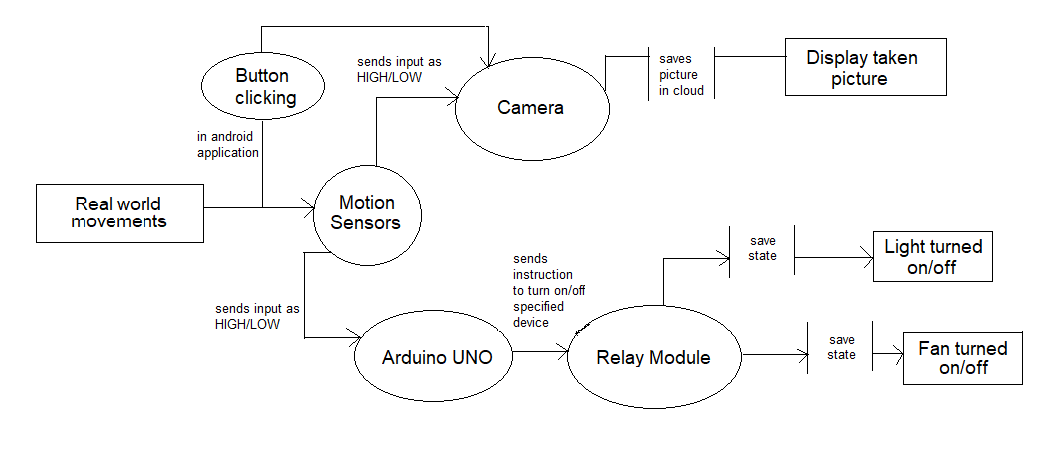 Button
clicking
sends input as
HIGH/LOW
Camera
saves
picture
in cloud
Display taken
picture
in android
application
Real world
movements
Motion
Sensors
sends input as
HIGH/LOW
Arduino UNO
sends
instruction
to turn on/off
specified
device
Relay Module
save
state
Light turned
on/off
save
state
Fan turned
on/off